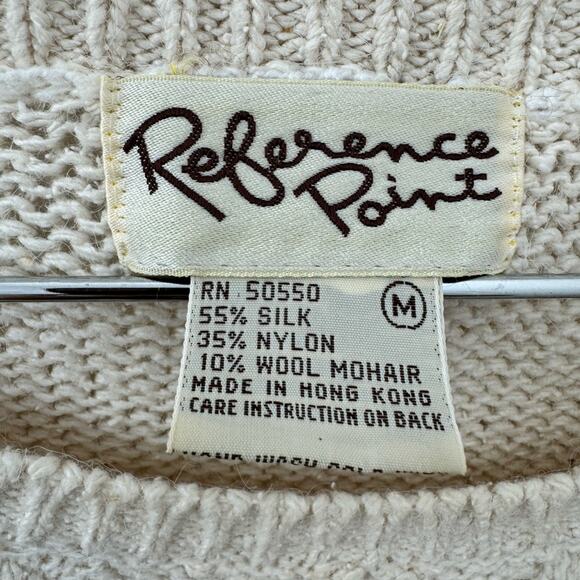 Reference
Point
RN 50550
M
55% SILK
35% NYLON
10% WOOL MOHAIR
MADE IN HONG KONG
CARE INSTRUCTION ON BACK